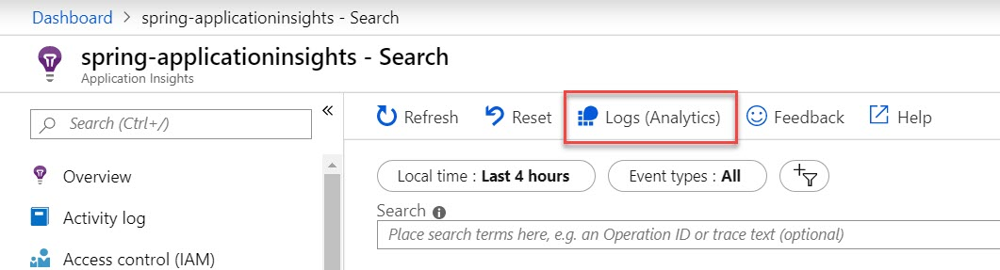 Dashboard > spring-applicationinsights - Search
spring-applicationinsights - Search
Application Insights
Search (Ctrl+/)
«
Refresh
Reset
Logs (Analytics)
Feedback
Help
Overview
Activity log
Access control (IAM)
Local time : Last 4 hours
Event types : All
Search
Place search terms here, e.g. an Operation ID or trace text (optional)